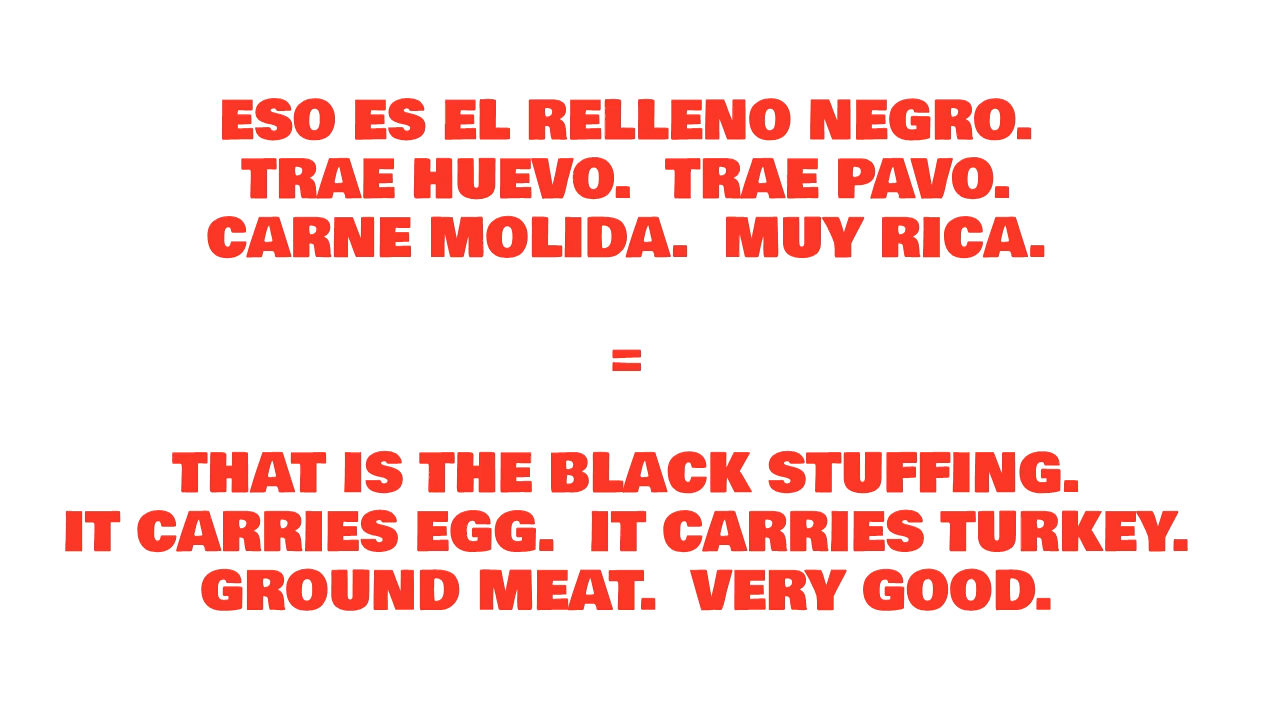 ESO ES EL RELLENO NEGRO.
TRAE HUEVO.  TRAE PAVO.
CARNE MOLIDA.  MUY RICA.
=
THAT IS THE BLACK STUFFING.
IT CARRIES EGG.  IT CARRIES TURKEY.
GROUND MEAT.  VERY GOOD.